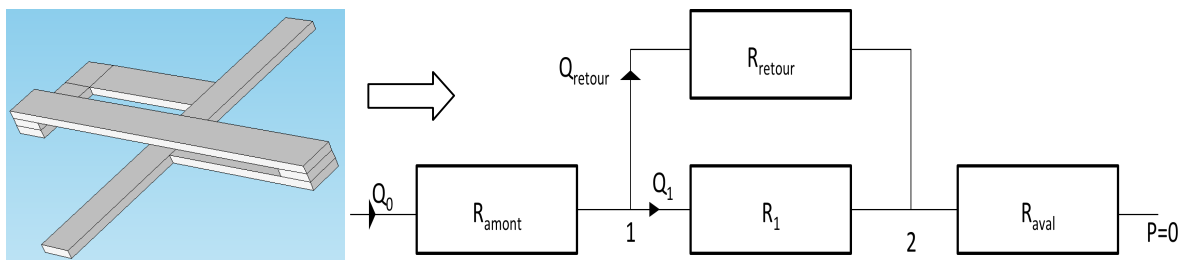 R_retour
Q_retour
Q_0
R_amont
1
Q_1
R_1
2
R_aval
P=0